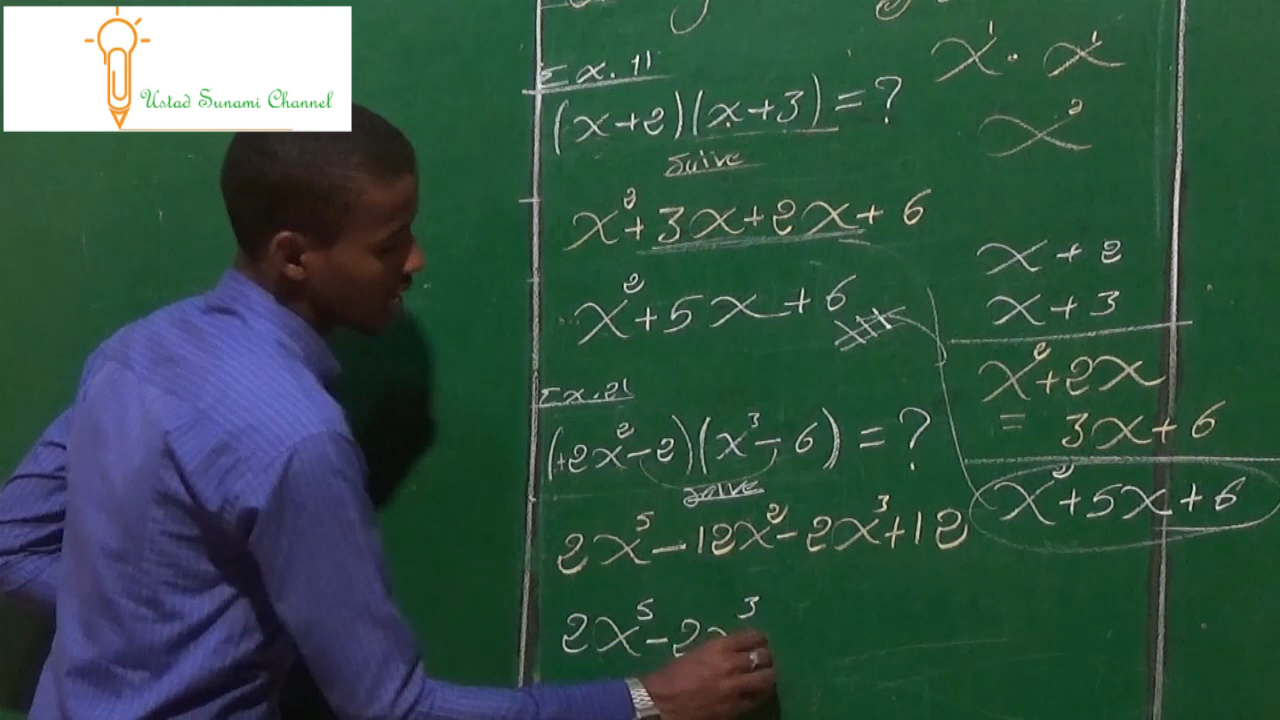 Ustad Sunami Channel
Ex.1|
(x+2)(x+3)=?
x²+3x+2x+6
x²+5x+6
Ex.2|
(+2x²-2)(x³-6)=?
2x⁵-12x²-2x³+12
2x⁵-2x³
x¹·x¹
x²
x+2
x+3
x²+2x
= 3x+6
x²+5x+6